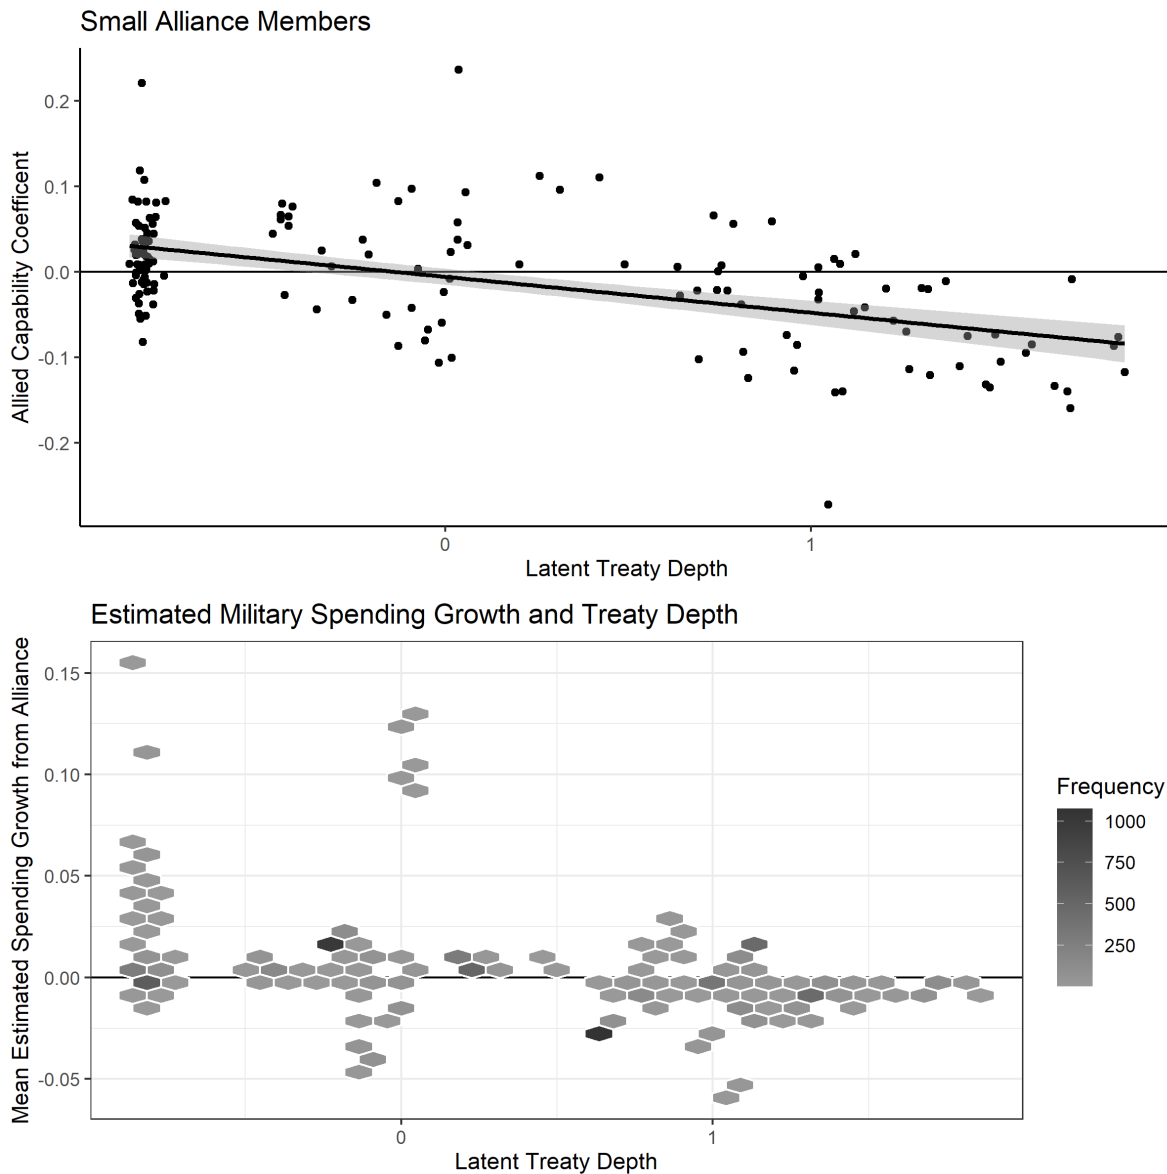 Small Alliance Members
Allied Capability Coefficent
0.2
0.1
0.0
-0.1
-0.2
0
1
Latent Treaty Depth
Estimated Military Spending Growth and Treaty Depth
Mean Estimated Spending Growth from Alliance
0.15
0.10
0.05
0.00
-0.05
0
1
Latent Treaty Depth
Frequency
1000
750
500
250